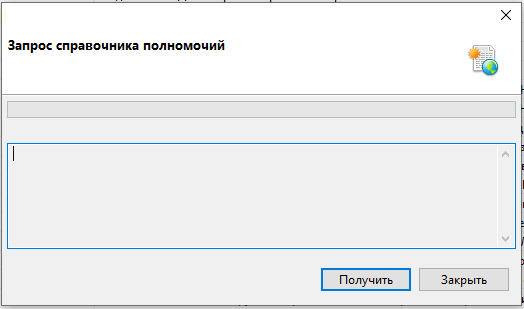 Запрос справочника полномочий
Получить
Закрыть